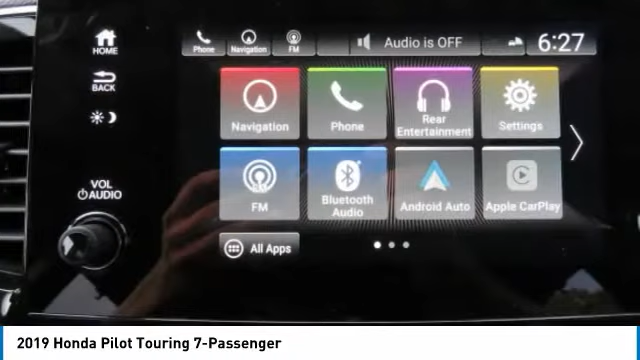 HOME
BACK
VOL
AUDIO
Phone
Navigation
FM
Audio is OFF
6:27
Navigation
Phone
Rear
Entertainment
Settings
FM
Bluetooth
Audio
Android Auto
Apple CarPlay
All Apps
2019 Honda Pilot Touring 7-Passenger